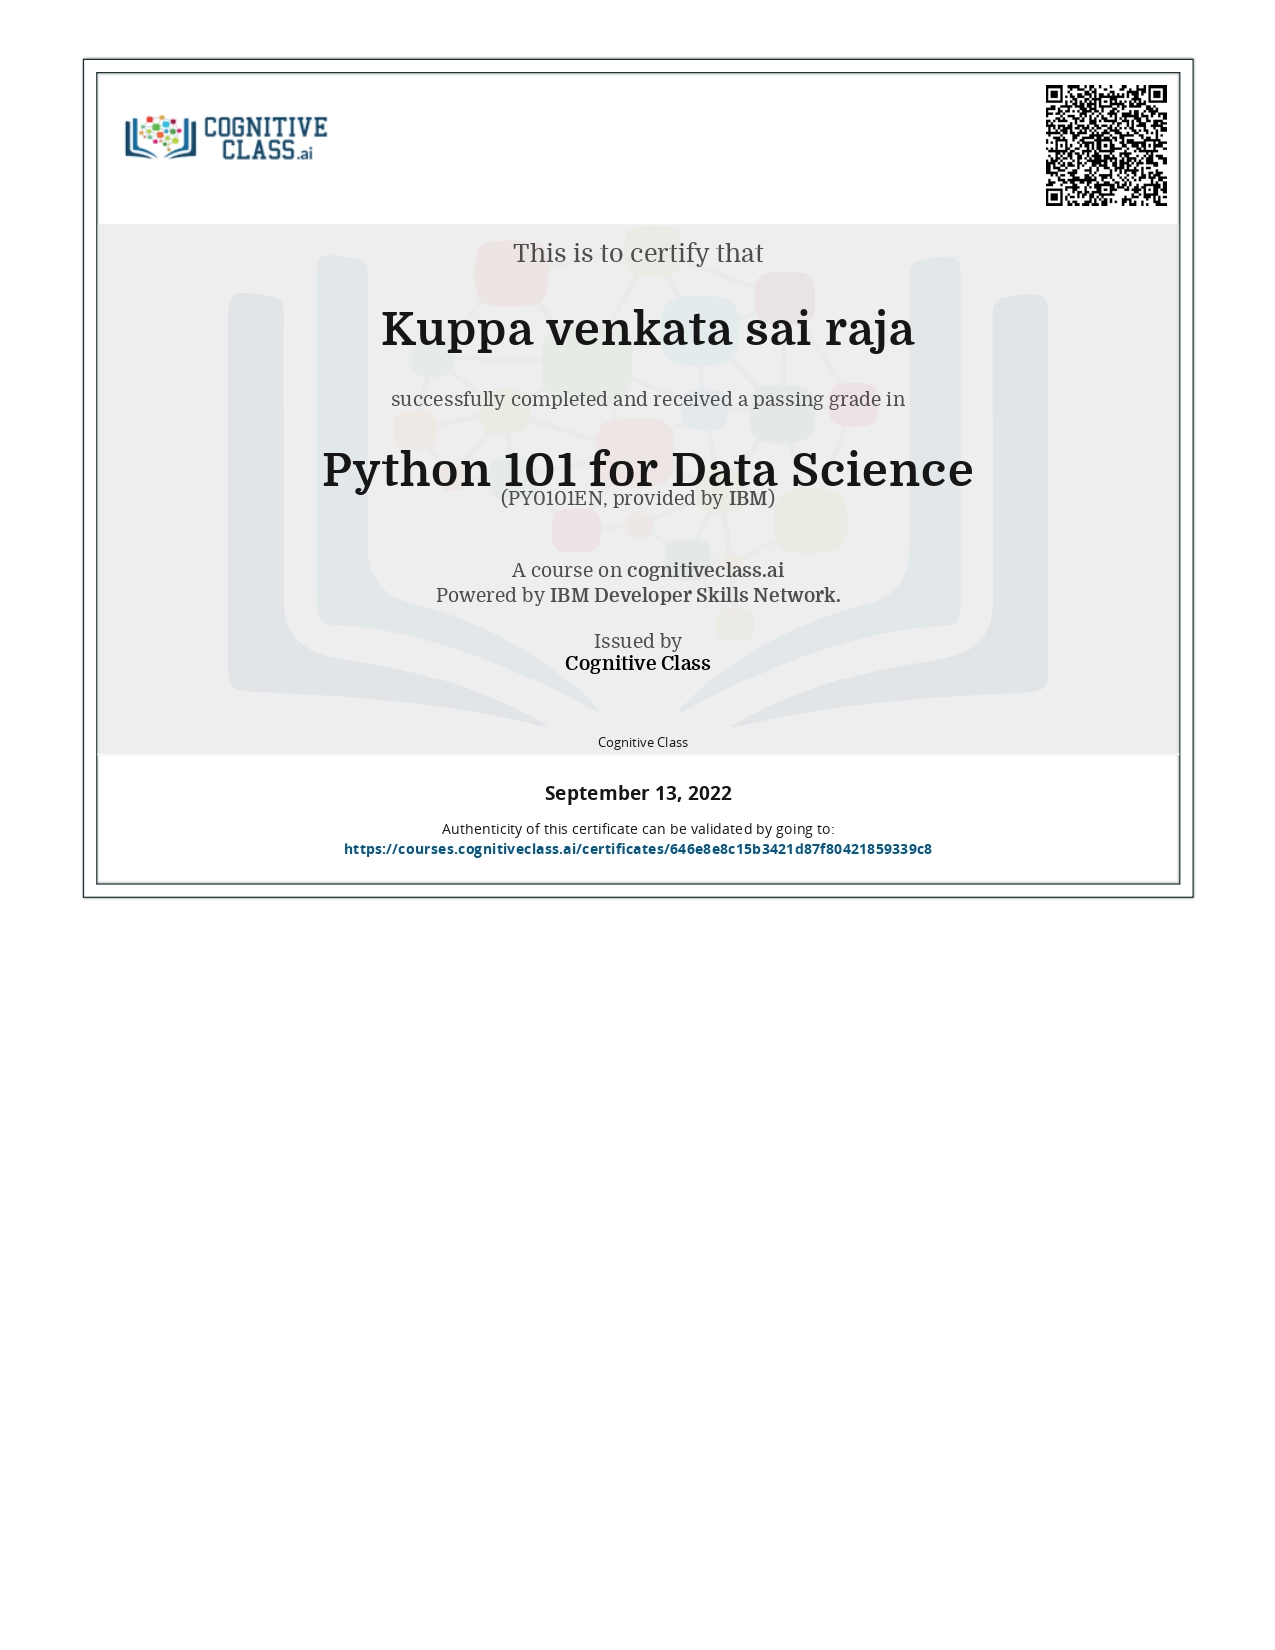 COGNITIVE
CLASS.ai
This is to certify that
Kuppa venkata sai raja
successfully completed and received a passing grade in
Python 101 for Data Science
(PY0101EN, provided by IBM)
A course on cognitiveclass.ai
Powered by IBM Developer Skills Network.
Issued by
Cognitive Class
Cognitive Class
September 13, 2022
Authenticity of this certificate can be validated by going to:
https://courses.cognitiveclass.ai/certificates/646e8e8c15b3421d87f80421859339c8